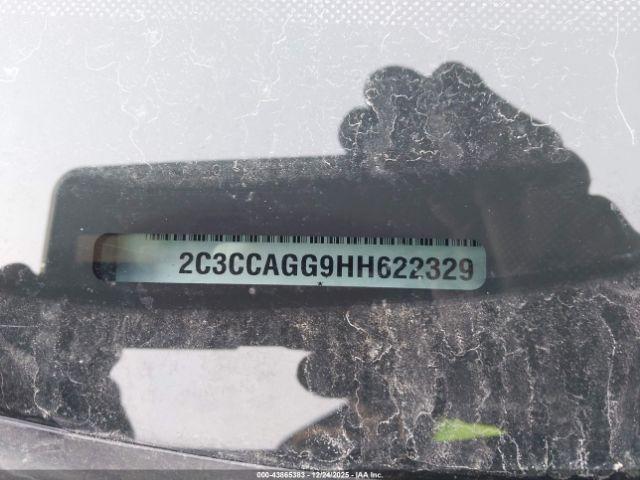 2C3CCAGG9HH622329
*
000-43865383 - 12/24/2025 - IAA Inc.